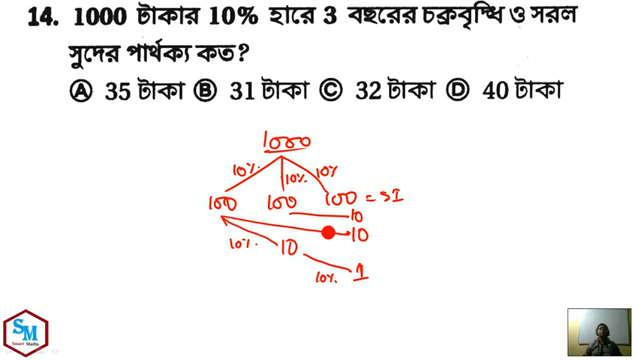 14. 1000 টাকার 10% হারে 3 বছরের চক্রবৃদ্ধি ও সরল
সুদের পার্থক্য কত?
Ⓐ 35 টাকা Ⓑ 31 টাকা Ⓒ 32 টাকা Ⓓ 40 টাকা
1000
10% 10% 10%
100 100 100 = SI
10
10
10% 10
10% 1
SM
Smart Maths